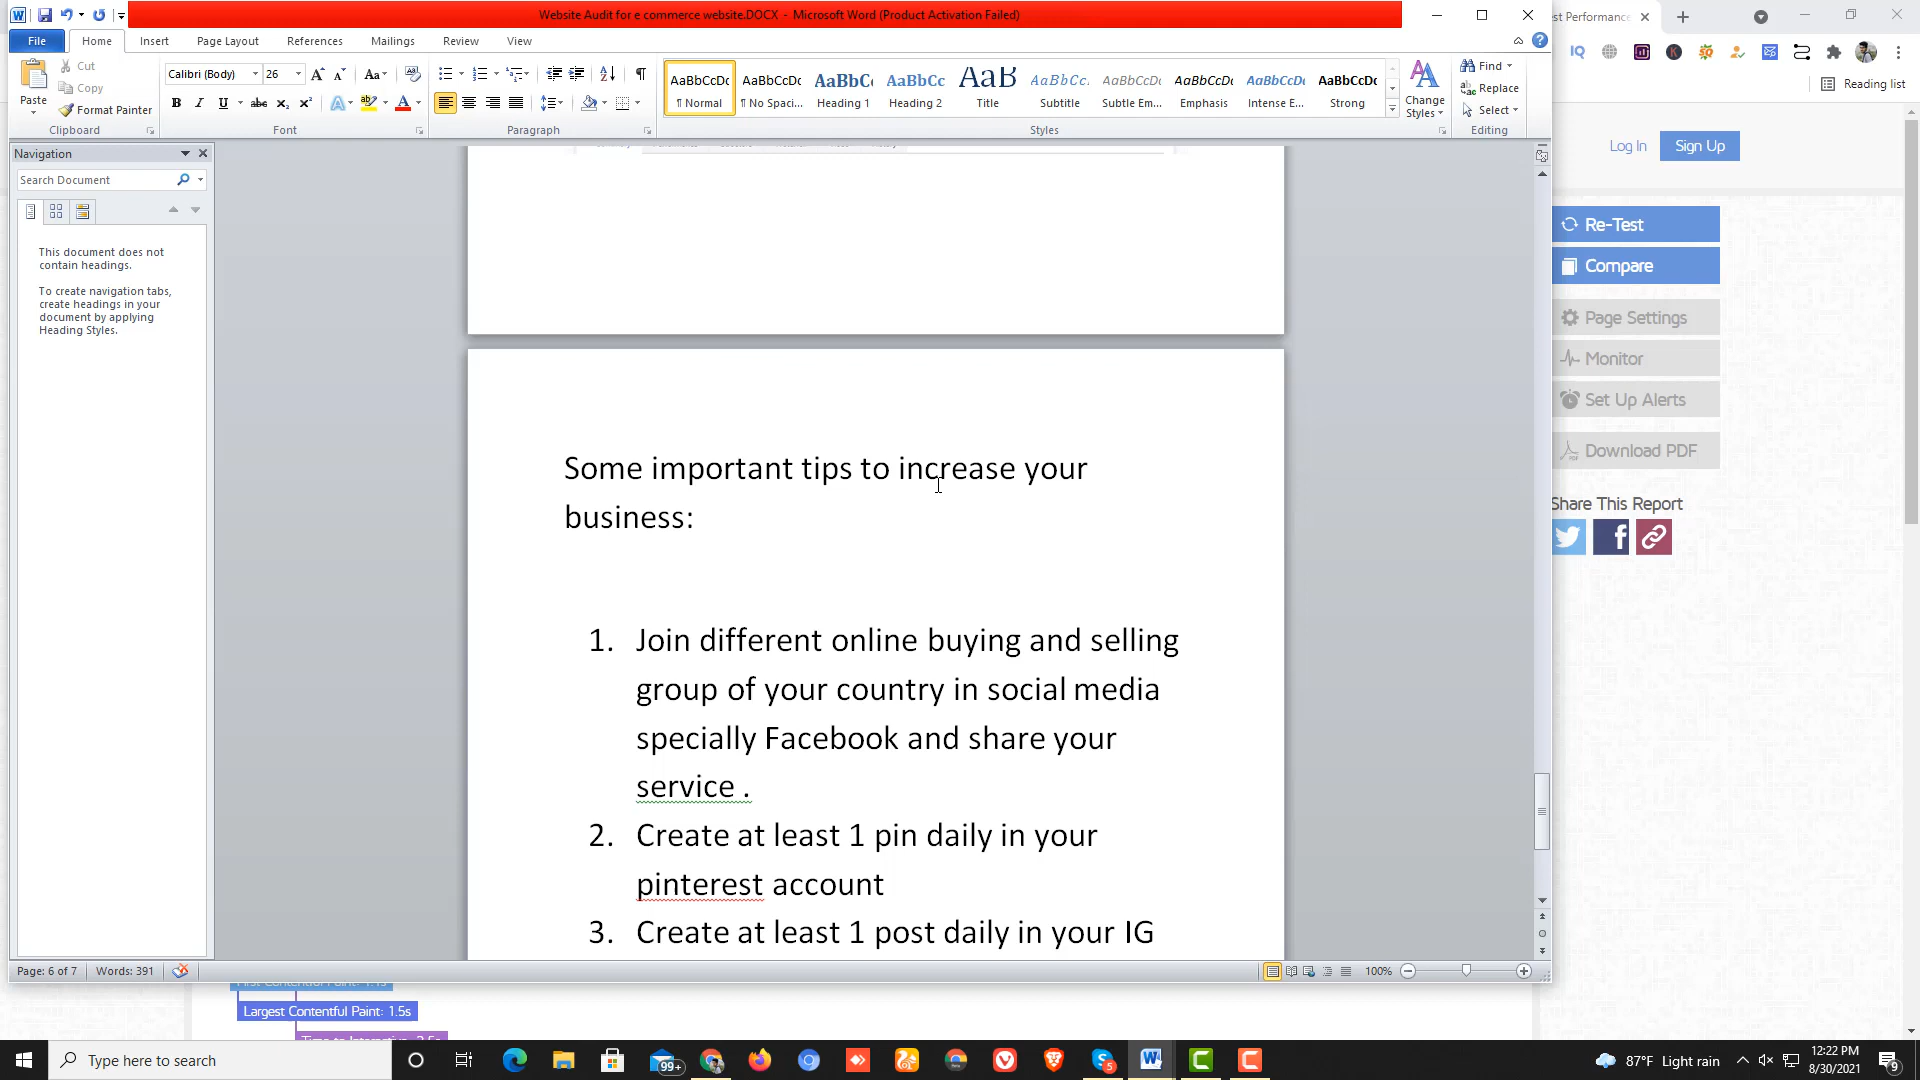 Website Audit for e commerce website.DOCX - Microsoft Word (Product Activation Failed)
File Home Insert Page Layout References Mailings Review View
Cut
Copy
Format Painter
Paste
Clipboard
Calibri (Body) 26
Font
Paragraph
AaBbCcDc AaBbCcDc AaBbC AaBbCc AaB AaBbCc. AaBbCcDc AaBbCcDc AaBbCcDc AaBbCcDc
¶ Normal ¶ No Spaci... Heading 1 Heading 2 Title Subtitle Subtle Em... Emphasis Intense E... Strong
Change Styles
Styles
Find
Replace
Select
Editing
Navigation
Search Document
This document does not
contain headings.
To create navigation tabs,
create headings in your
document by applying
Heading Styles.
Some important tips to increase your
business:
1. Join different online buying and selling
group of your country in social media
specially Facebook and share your
service .
2. Create at least 1 pin daily in your
pinterest account
3. Create at least 1 post daily in your IG
Page: 6 of 7 Words: 391
100%
st Performance
Reading list
Log In Sign Up
Re-Test
Compare
Page Settings
Monitor
Set Up Alerts
Download PDF
Share This Report
Largest Contentful Paint: 1.5s
Type here to search
99+
5
87°F Light rain
12:22 PM
8/30/2021
9